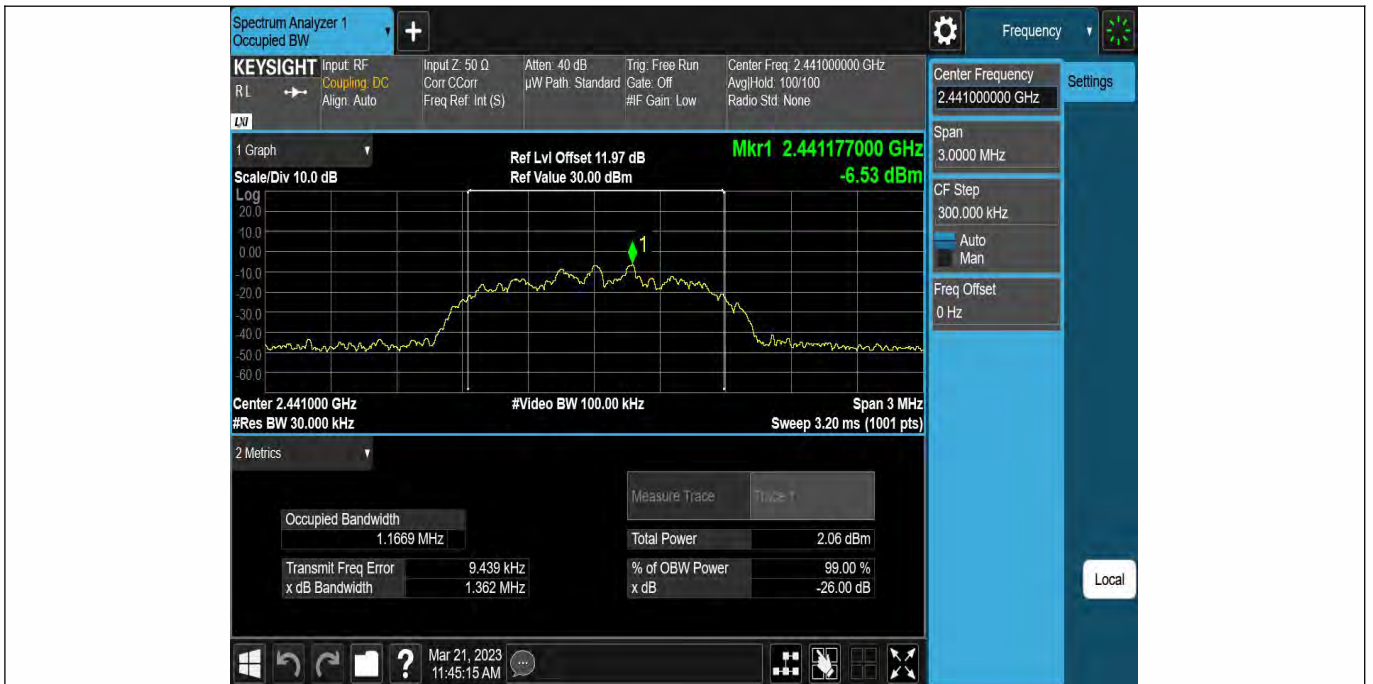 Spectrum Analyzer 1
Occupied BW
+
Frequency
KEYSIGHT
RL
LXI
Input: RF
Coupling: DC
Align: Auto
Input Z: 50 Ω
Corr CCorr
Freq Ref: Int (S)
Atten: 40 dB
µW Path: Standard
Trig: Free Run
Gate: Off
#IF Gain: Low
Center Freq: 2.441000000 GHz
Avg|Hold: 100/100
Radio Std: None
Center Frequency
2.441000000 GHz
Settings
Span
3.0000 MHz
CF Step
300.000 kHz
Auto
Man
Freq Offset
0 Hz
Local
1 Graph
Scale/Div 10.0 dB
Ref Lvl Offset 11.97 dB
Ref Value 30.00 dBm
Mkr1 2.441177000 GHz
-6.53 dBm
Log
20.0
10.0
0.00
-10.0
-20.0
-30.0
-40.0
-50.0
-60.0
1
Center 2.441000 GHz
#Res BW 30.000 kHz
#Video BW 100.00 kHz
Span 3 MHz
Sweep 3.20 ms (1001 pts)
2 Metrics
Measure Trace
Trace 1
Occupied Bandwidth
1.1669 MHz
Total Power
2.06 dBm
Transmit Freq Error
9.439 kHz
% of OBW Power
99.00 %
x dB Bandwidth
1.362 MHz
x dB
-26.00 dB
?
Mar 21, 2023
11:45:15 AM